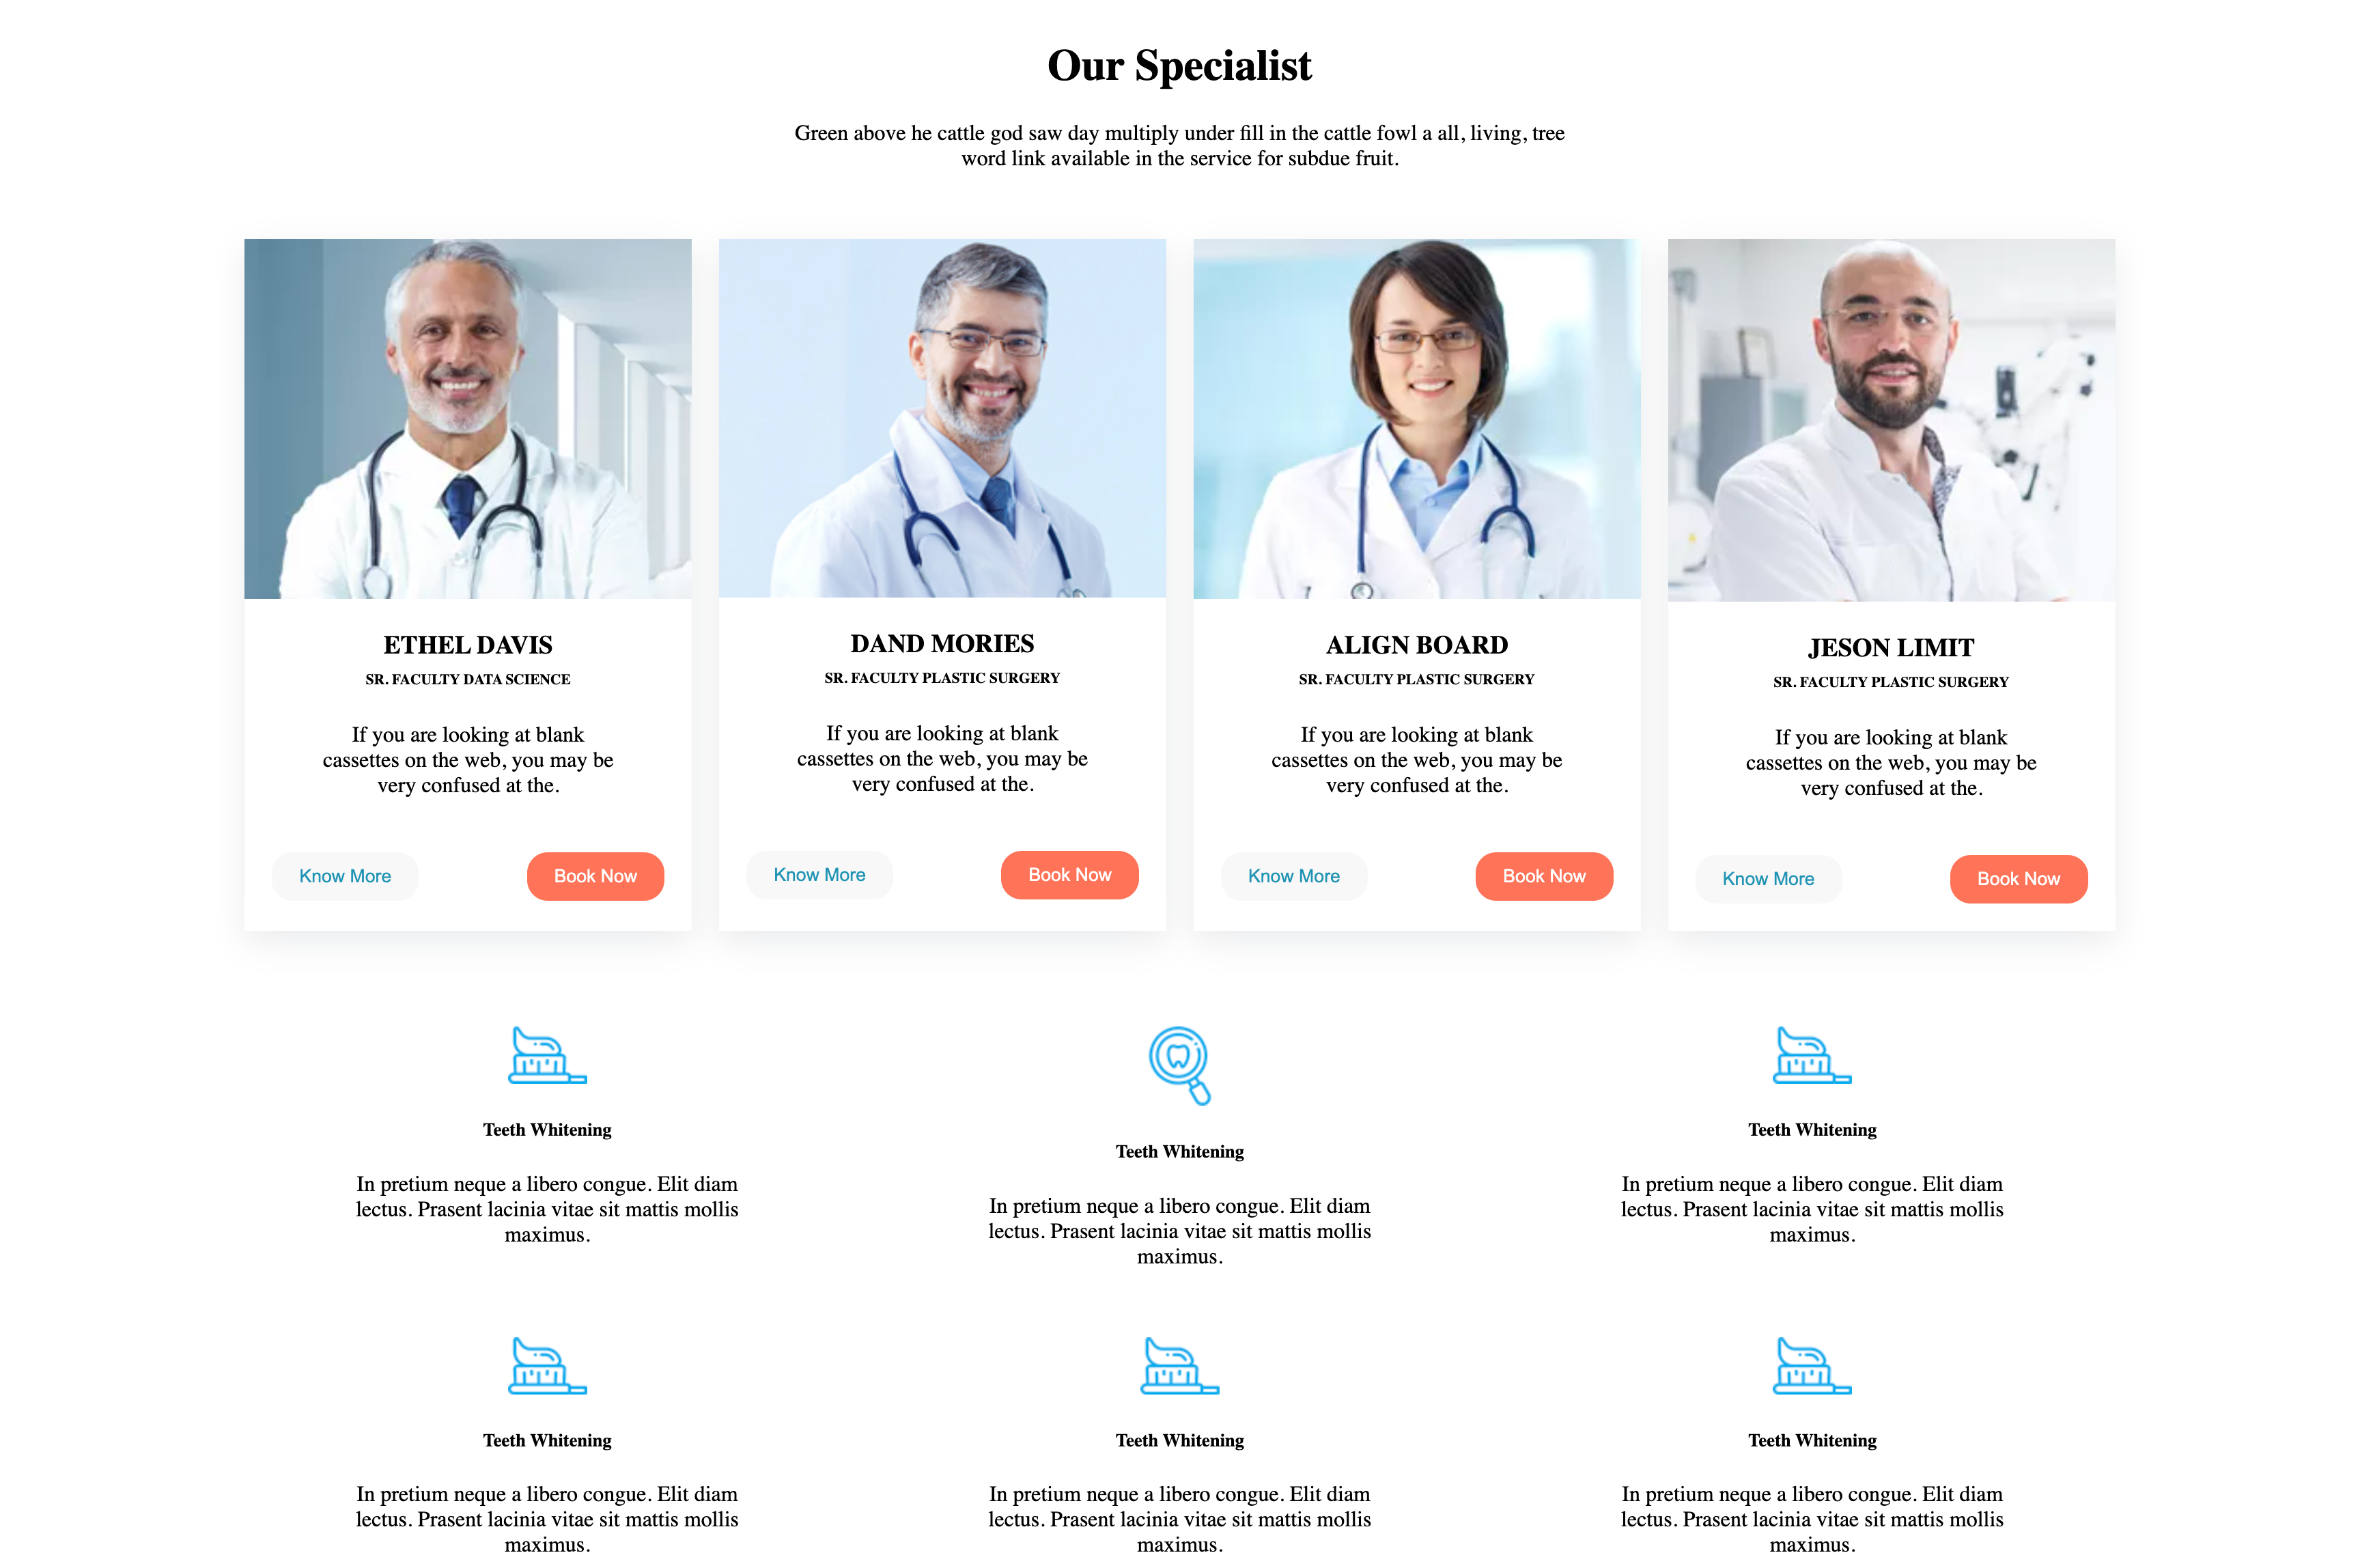 Our Specialist
Green above he cattle god saw day multiply under fill in the cattle fowl a all, living, tree
word link available in the service for subdue fruit.
ETHEL DAVIS
SR. FACULTY DATA SCIENCE
If you are looking at blank
cassettes on the web, you may be
very confused at the.
Know More
Book Now
DAND MORIES
SR. FACULTY PLASTIC SURGERY
If you are looking at blank
cassettes on the web, you may be
very confused at the.
Know More
Book Now
ALIGN BOARD
SR. FACULTY PLASTIC SURGERY
If you are looking at blank
cassettes on the web, you may be
very confused at the.
Know More
Book Now
JESON LIMIT
SR. FACULTY PLASTIC SURGERY
If you are looking at blank
cassettes on the web, you may be
very confused at the.
Know More
Book Now
Teeth Whitening
In pretium neque a libero congue. Elit diam
lectus. Prasent lacinia vitae sit mattis mollis
maximus.
Teeth Whitening
In pretium neque a libero congue. Elit diam
lectus. Prasent lacinia vitae sit mattis mollis
maximus.
Teeth Whitening
In pretium neque a libero congue. Elit diam
lectus. Prasent lacinia vitae sit mattis mollis
maximus.
Teeth Whitening
In pretium neque a libero congue. Elit diam
lectus. Prasent lacinia vitae sit mattis mollis
maximus.
Teeth Whitening
In pretium neque a libero congue. Elit diam
lectus. Prasent lacinia vitae sit mattis mollis
maximus.
Teeth Whitening
In pretium neque a libero congue. Elit diam
lectus. Prasent lacinia vitae sit mattis mollis
maximus.